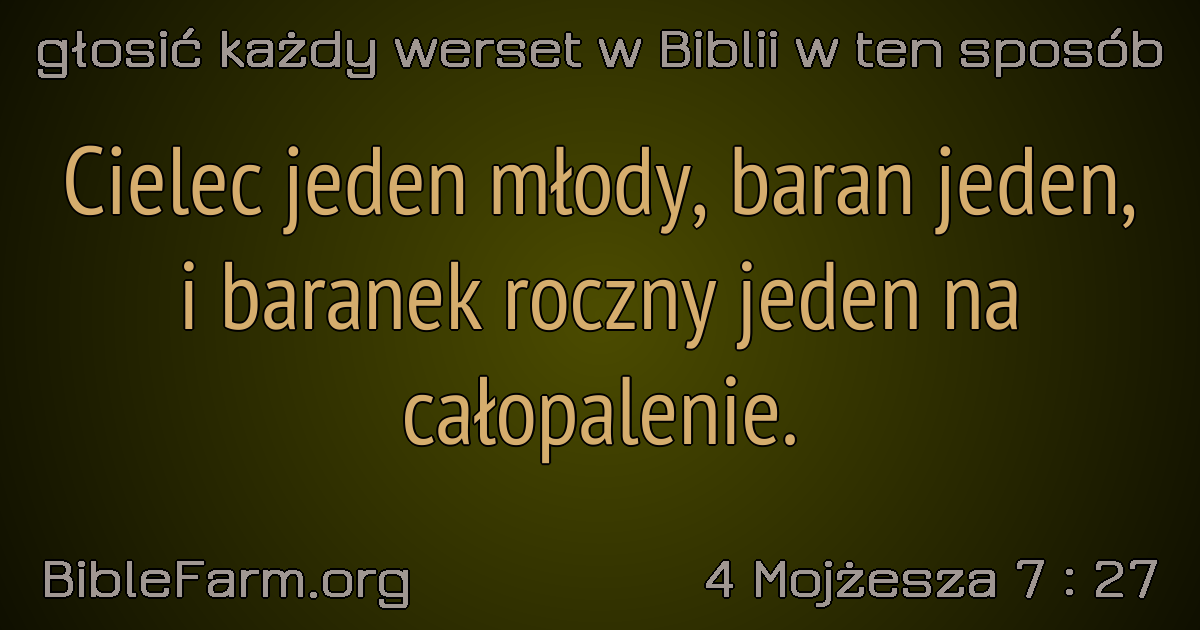 głosić każdy werset w Biblii w ten sposób
Cielec jeden młody, baran jeden,
i baranek roczny jeden na
całopalenie.
BibleFarm.org
4 Mojżesza 7 : 27